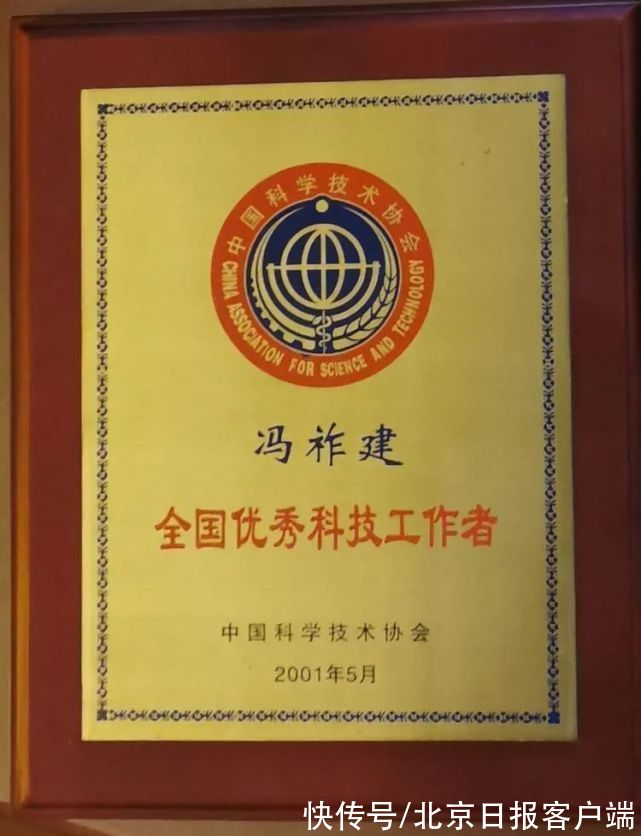 中国科学技术协会
CHINA ASSOCIATION FOR SCIENCE AND TECHNOLOGY
冯祚建
全国优秀科技工作者
中国科学技术协会
2001年5月
快传号/北京日报客户端